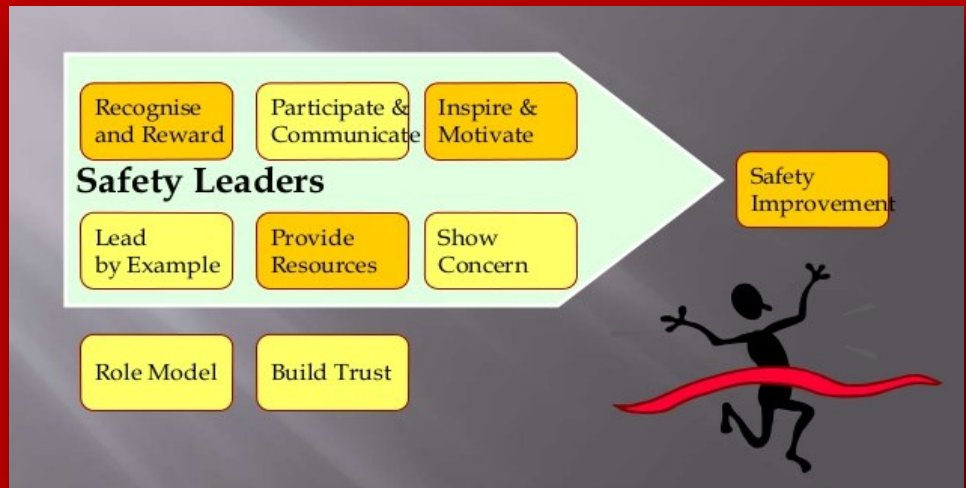 Recognise
and Reward
Participate &
Communicate
Inspire &
Motivate
Safety Leaders
Safety
Improvement
Lead
by Example
Provide
Resources
Show
Concern
Role Model
Build Trust